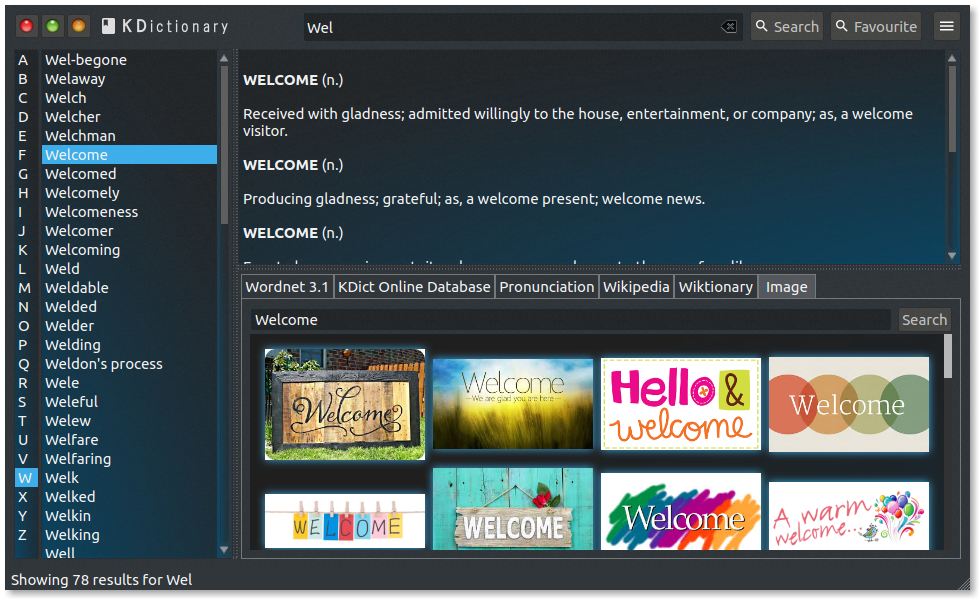 KDictionary
Wel
Search
Favourite
A
B
C
D
E
F
G
H
I
J
K
L
M
N
O
P
Q
R
S
T
U
V
W
X
Y
Z
Wel-begone
Welaway
Welch
Welcher
Welchman
Welcome
Welcomed
Welcomely
Welcomeness
Welcomer
Welcoming
Weld
Weldable
Welded
Welder
Welding
Weldon's process
Wele
Weleful
Welew
Welfare
Welfaring
Welk
Welked
Welkin
Welking
Well
WELCOME (n.)
Received with gladness; admitted willingly to the house, entertainment, or company; as, a welcome
visitor.
WELCOME (n.)
Producing gladness; grateful; as, a welcome present; welcome news.
WELCOME (n.)
Wordnet 3.1
KDict Online Database
Pronunciation
Wikipedia
Wiktionary
Image
Welcome
Search
Welcome
Welcome
We are glad you are here
Hello &
welcome
Welcome
WELCOME
WELCOME
Welcome
A warm
welcome...
Showing 78 results for Wel